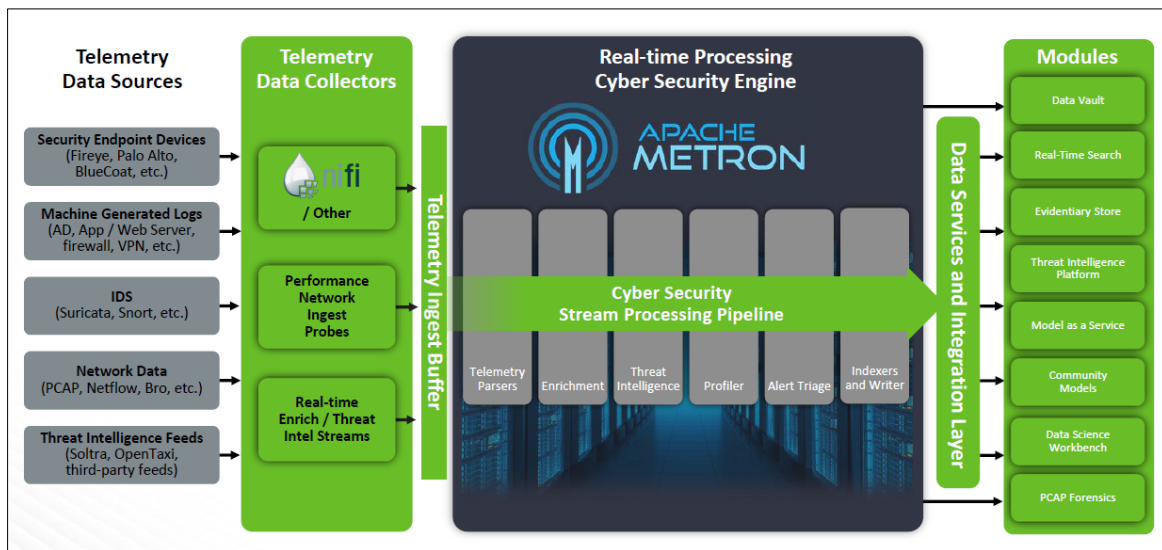 Telemetry
Data Sources
Security Endpoint Devices
(Fireye, Palo Alto,
BlueCoat, etc.)
Machine Generated Logs
(AD, App / Web Server,
firewall, VPN, etc.)
IDS
(Suricata, Snort, etc.)
Network Data
(PCAP, Netflow, Bro, etc.)
Threat Intelligence Feeds
(Soltra, OpenTaxi,
third-party feeds)
Telemetry
Data Collectors
nifi
/ Other
Performance
Network
Ingest
Probes
Real-time
Enrich / Threat
Intel Streams
Telemetry Ingest Buffer
Real-time Processing
Cyber Security Engine
APACHE
METRON
Cyber Security
Stream Processing Pipeline
Telemetry
Parsers
Enrichment
Threat
Intelligence
Profiler
Alert Triage
Indexers
and Writer
Data Services and Integration Layer
Modules
Data Vault
Real-Time Search
Evidentiary Store
Threat Intelligence
Platform
Model as a Service
Community
Models
Data Science
Workbench
PCAP Forensics